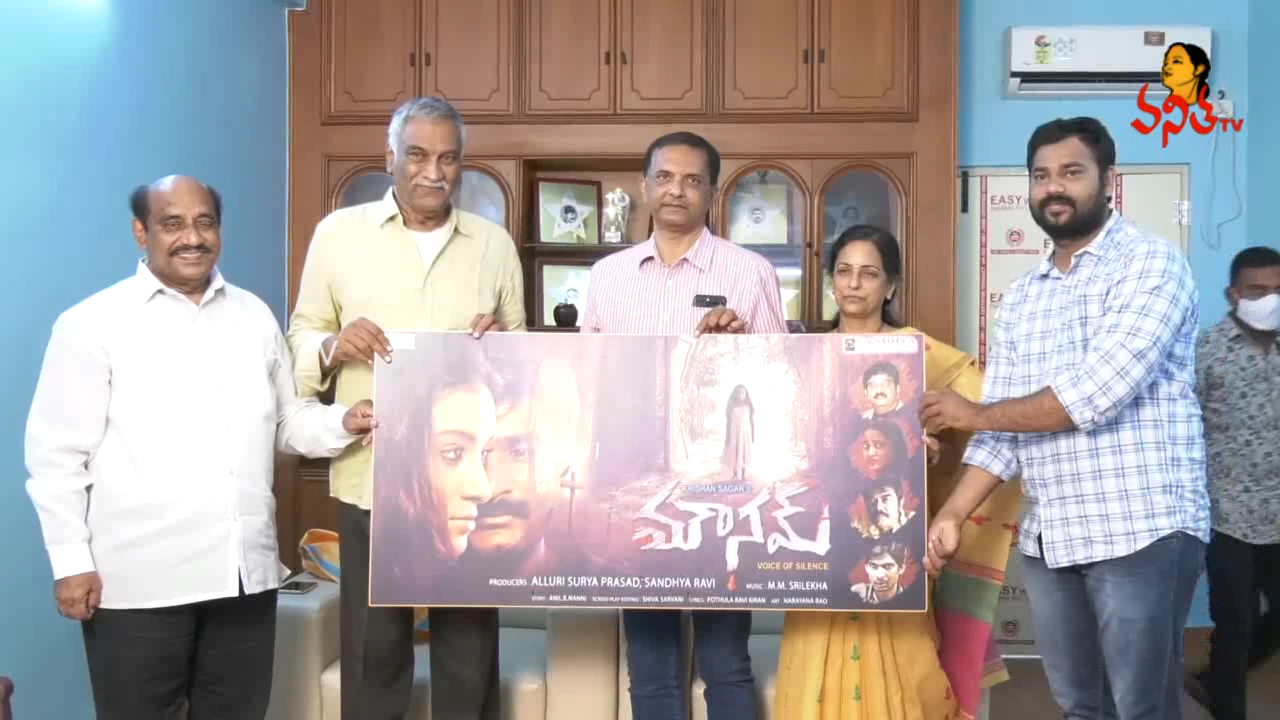 వనిత TV
EASY
EASY
KRISHAN SAGAR'S
మౌనమ్
VOICE OF SILENCE
PRODUCERS ALLURI SURYA PRASAD, SANDHYA RAVI MUSIC M.M. SRILEKHA
STORY : ANIL.K.NANNI SCREEN PLAY EDITING : SHIVA SARVANI LYRICS POTHULA RAVI KIRAN ART NARAYANA RAO